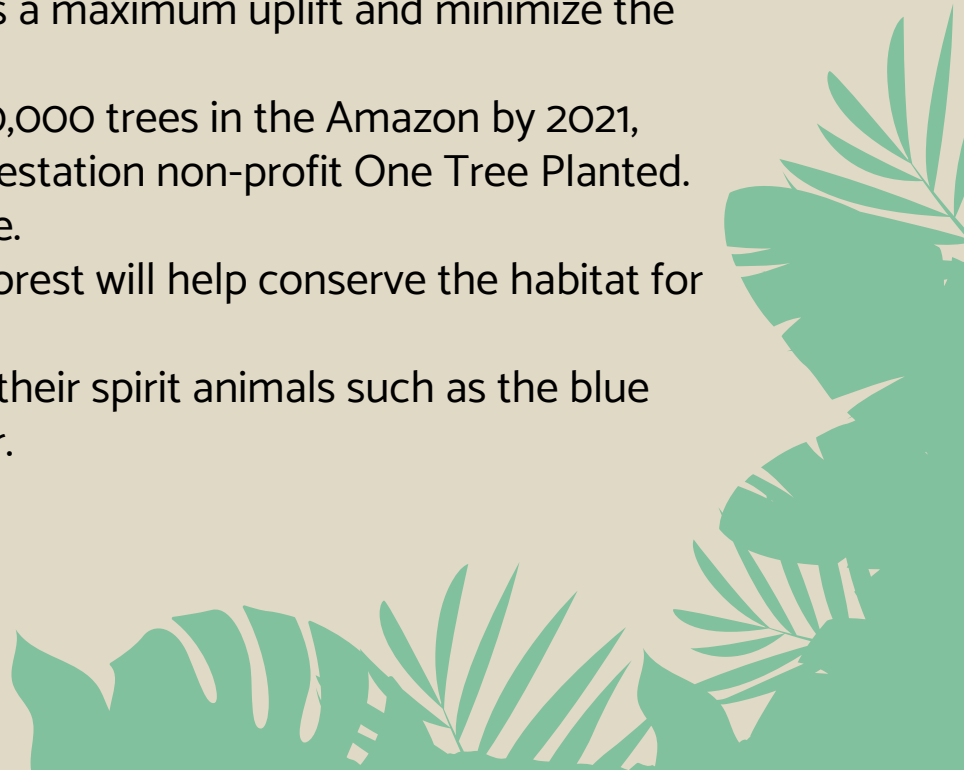 s a maximum uplift and minimize the
0,000 trees in the Amazon by 2021,
estation non-profit One Tree Planted.
e.
orest will help conserve the habitat for
their spirit animals such as the blue
r.